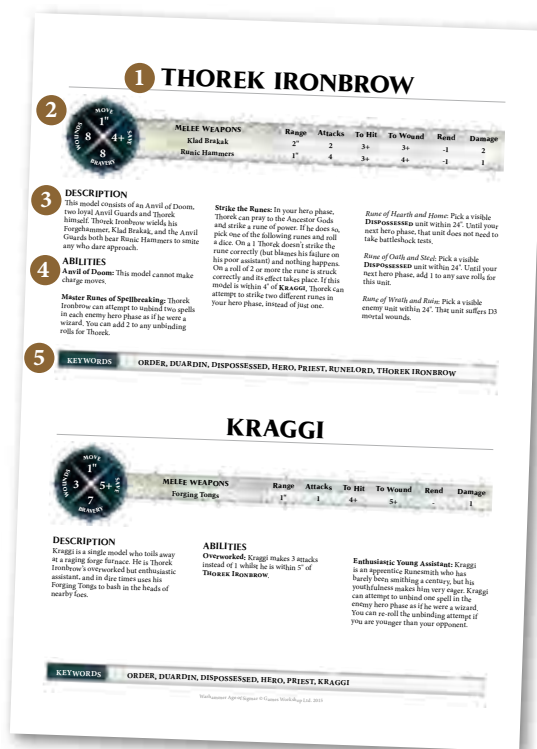 1 THOREK IRONBROW
2
MOVE
1"
WOUNDS 8 4+ SAVE
8
BRAVERY
MELEE WEAPONS Range Attacks To Hit To Wound Rend Damage
Klad Brakak 2" 2 3+ 3+ -1 2
Runic Hammers 1" 4 3+ 4+ -1 1
3 DESCRIPTION
This model consists of an Anvil of Doom,
two loyal Anvil Guards and Thorek
himself. Thorek Ironbrow wields his
Forgehammer, Klad Brakak, and the Anvil
Guards both bear Runic Hammers to smite
any who dare approach.
4 ABILITIES
Anvil of Doom: This model cannot make
charge moves.
Master Runes of Spellbreaking: Thorek
Ironbrow can attempt to unbind two spells
in each enemy hero phase as if he were a
wizard. You can add 2 to any unbinding
rolls for Thorek.
Strike the Runes: In your hero phase,
Thorek can pray to the Ancestor Gods
and strike a rune of power. If he does so,
pick one of the following runes and roll
a dice. On a 1 Thorek doesn't strike the
rune correctly (but blames his failure on
his poor assistant) and nothing happens.
On a roll of 2 or more the rune is struck
correctly and its effect takes place. If this
model is within 4" of KRAGGI, Thorek can
attempt to strike two different runes in
your hero phase, instead of just one.
Rune of Hearth and Home: Pick a visible
DISPOSSESSED unit within 24". Until your
next hero phase, that unit does not need to
take battleshock tests.
Rune of Oath and Steel: Pick a visible
DISPOSSESSED unit within 24". Until your
next hero phase, add 1 to any save rolls for
this unit.
Rune of Wrath and Ruin: Pick a visible
enemy unit within 24". That unit suffers D3
mortal wounds.
5 KEYWORDS ORDER, DUARDIN, DISPOSSESSED, HERO, PRIEST, RUNELORD, THOREK IRONBROW
KRAGGI
MOVE
1"
WOUNDS 3 5+ SAVE
7
BRAVERY
MELEE WEAPONS Range Attacks To Hit To Wound Rend Damage
Forging Tongs 1" 1 4+ 5+ - 1
DESCRIPTION
Kraggi is a single model who toils away
at a raging forge furnace. He is Thorek
Ironbrow's overworked but enthusiastic
assistant, and in dire times uses his
Forging Tongs to bash in the heads of
nearby foes.
ABILITIES
Overworked: Kraggi makes 3 attacks
instead of 1 whilst he is within 5" of
THOREK IRONBROW.
Enthusiastic Young Assistant: Kraggi
is an apprentice Runesmith who has
barely been smithing a century, but his
youthfulness makes him very eager. Kraggi
can attempt to unbind one spell in the
enemy hero phase as if he were a wizard.
You can re-roll the unbinding attempt if
you are younger than your opponent.
KEYWORDS ORDER, DUARDIN, DISPOSSESSED, HERO, PRIEST, KRAGGI
Warhammer Age of Sigmar © Games Workshop Ltd. 2015